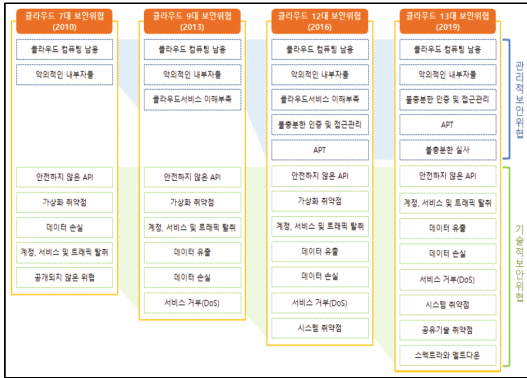 클라우드 7대 보안위협
(2010)
클라우드 컴퓨팅 남용
악의적인 내부자들
안전하지 않은 API
가상화 취약점
데이터 손실
계정, 서비스 및 트래픽 탈취
공개되지 않은 위협
클라우드 9대 보안위협
(2013)
클라우드 컴퓨팅 남용
악의적인 내부자들
클라우드서비스 이해부족
안전하지 않은 API
가상화 취약점
계정, 서비스 및 트래픽 탈취
데이터 유출
데이터 손실
서비스 거부(DoS)
클라우드 12대 보안위협
(2016)
클라우드 컴퓨팅 남용
악의적인 내부자들
클라우드서비스 이해부족
불충분한 인증 및 접근관리
APT
안전하지 않은 API
가상화 취약점
계정, 서비스 및 트래픽 탈취
데이터 유출
데이터 손실
서비스 거부(DoS)
시스템 취약점
클라우드 13대 보안위협
(2019)
클라우드 컴퓨팅 남용
악의적인 내부자들
불충분한 인증 및 접근관리
APT
불충분한 실사
안전하지 않은 API
계정, 서비스 및 트래픽 탈취
데이터 유출
데이터 손실
서비스 거부(DoS)
시스템 취약점
공유기술 취약점
스펙트라와 멜트다운
관리적보안위협
기술적보안위협